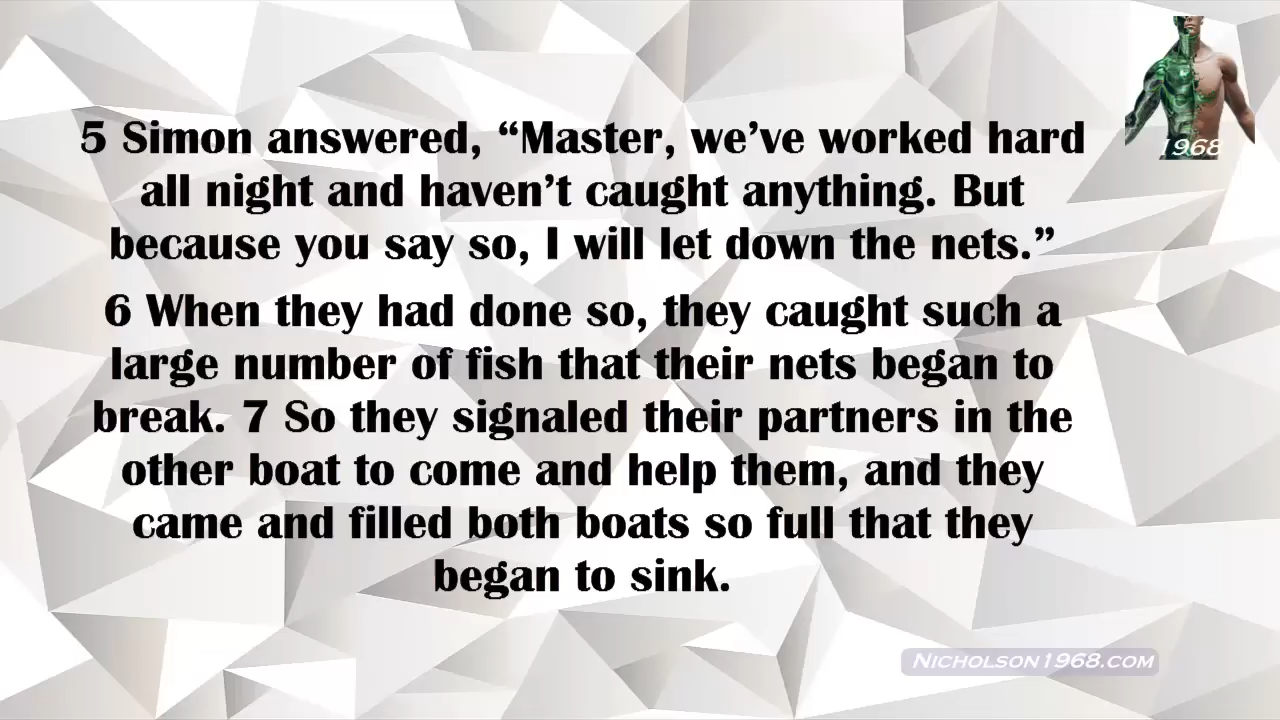 5 Simon answered, “Master, we’ve worked hard
all night and haven’t caught anything. But
because you say so, I will let down the nets.”
6 When they had done so, they caught such a
large number of fish that their nets began to
break. 7 So they signaled their partners in the
other boat to come and help them, and they
came and filled both boats so full that they
began to sink.
1968
Nicholson1968.com